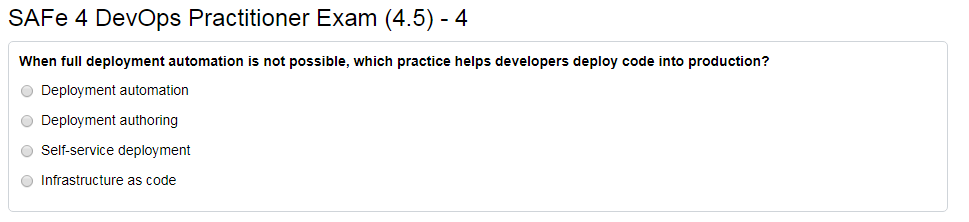 SAFe 4 DevOps Practitioner Exam (4.5) - 4
When full deployment automation is not possible, which practice helps developers deploy code into production?
Deployment automation
Deployment authoring
Self-service deployment
Infrastructure as code